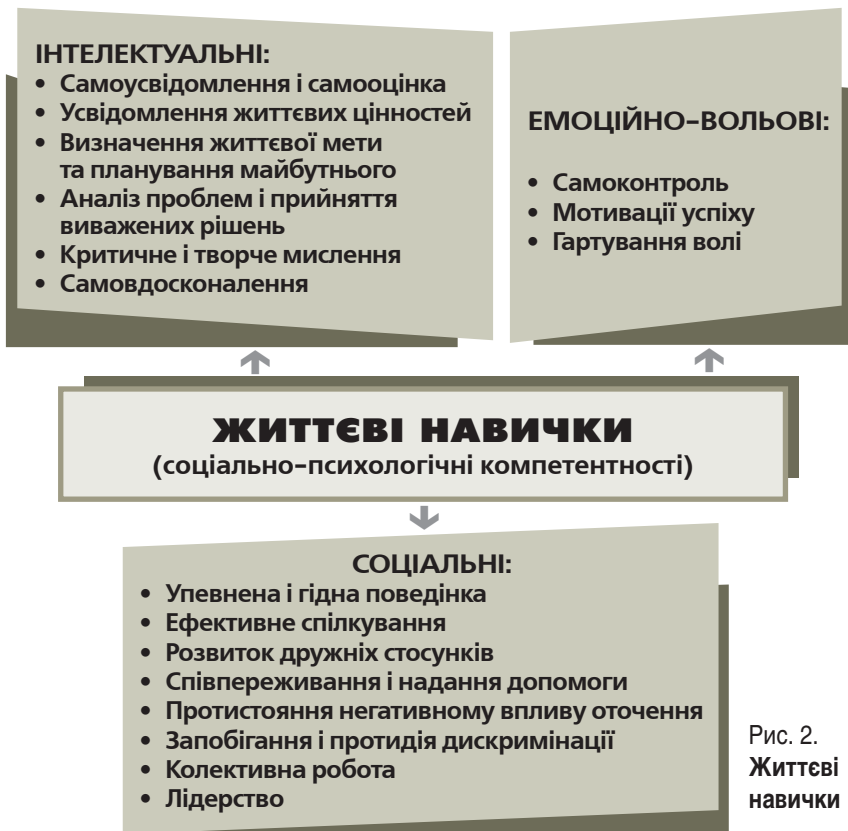 ІНТЕЛЕКТУАЛЬНІ:
• Самоусвідомлення і самооцінка
• Усвідомлення життєвих цінностей
• Визначення життєвої мети
та планування майбутнього
• Аналіз проблем і прийняття
виважених рішень
• Критичне і творче мислення
• Самовдосконалення
ЕМОЦІЙНО-ВОЛЬОВІ:
• Самоконтроль
• Мотивації успіху
• Гартування волі
ЖИТТЄВІ НАВИЧКИ
(соціально-психологічні компетентності)
СОЦІАЛЬНІ:
• Упевнена і гідна поведінка
• Ефективне спілкування
• Розвиток дружніх стосунків
• Співпереживання і надання допомоги
• Протистояння негативному впливу оточення
• Запобігання і протидія дискримінації
• Колективна робота
• Лідерство
Рис. 2.
Життєві
навички